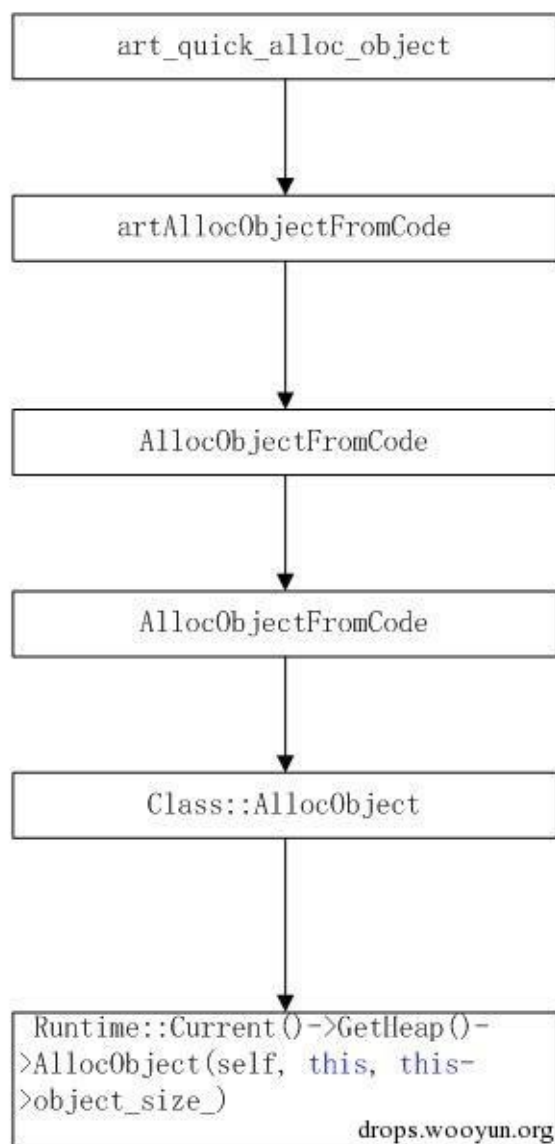 art_quick_alloc_object
artAllocObjectFromCode
AllocObjectFromCode
AllocObjectFromCode
Class::AllocObject
Runtime::Current()->GetHeap()-
>AllocObject(self, this, this-
>object_size_)
drops.wooyun.org